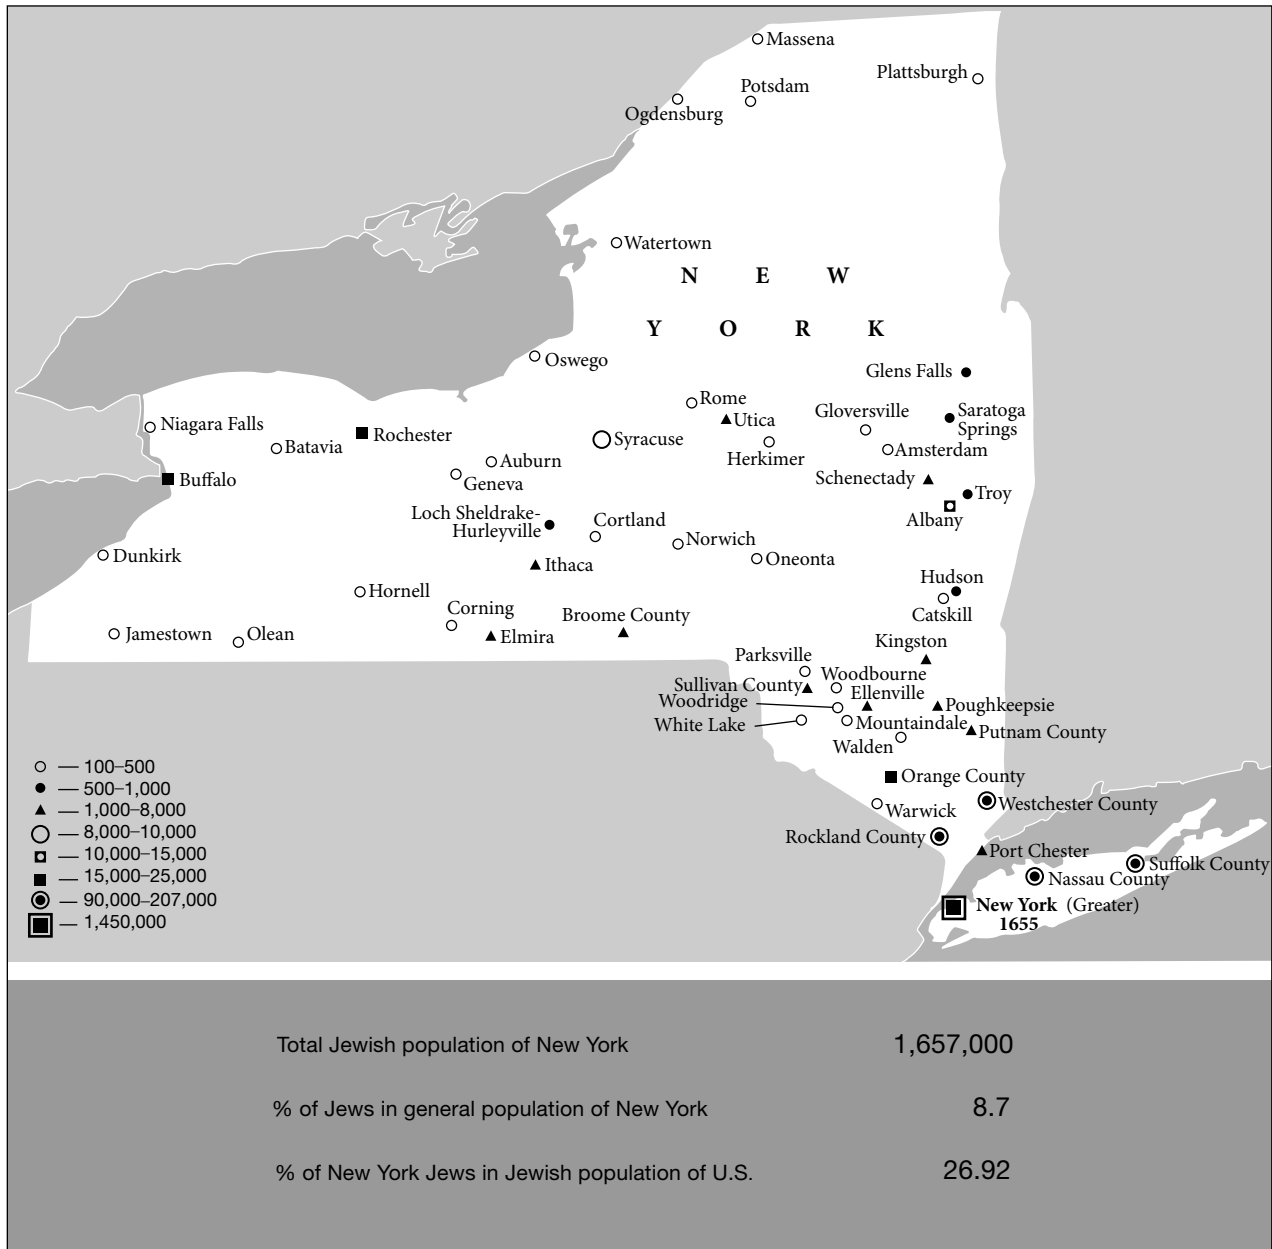 Massena
Plattsburgh
Potsdam
Ogdensburg
Watertown
N E W
Y O R K
Oswego
Glens Falls
Rome
Gloversville
Saratoga
Springs
Utica
Niagara Falls
Rochester
Syracuse
Batavia
Herkimer
Amsterdam
Auburn
Buffalo
Geneva
Schenectady
Troy
Loch Sheldrake-
Hurleyville
Cortland
Albany
Norwich
Dunkirk
Oneonta
Ithaca
Hudson
Hornell
Corning
Broome County
Catskill
Jamestown
Olean
Elmira
Kingston
Parksville
Woodbourne
Sullivan County
Ellenville
Woodridge
Poughkeepsie
White Lake
Mountaindale
Putnam County
Walden
100–500
Orange County
500–1,000
1,000–8,000
Westchester County
Warwick
8,000–10,000
Rockland County
10,000–15,000
Port Chester
Suffolk County
15,000–25,000
Nassau County
90,000–207,000
New York (Greater)
1655
1,450,000
Total Jewish population of New York 1,657,000
% of Jews in general population of New York 8.7
% of New York Jews in Jewish population of U.S. 26.92